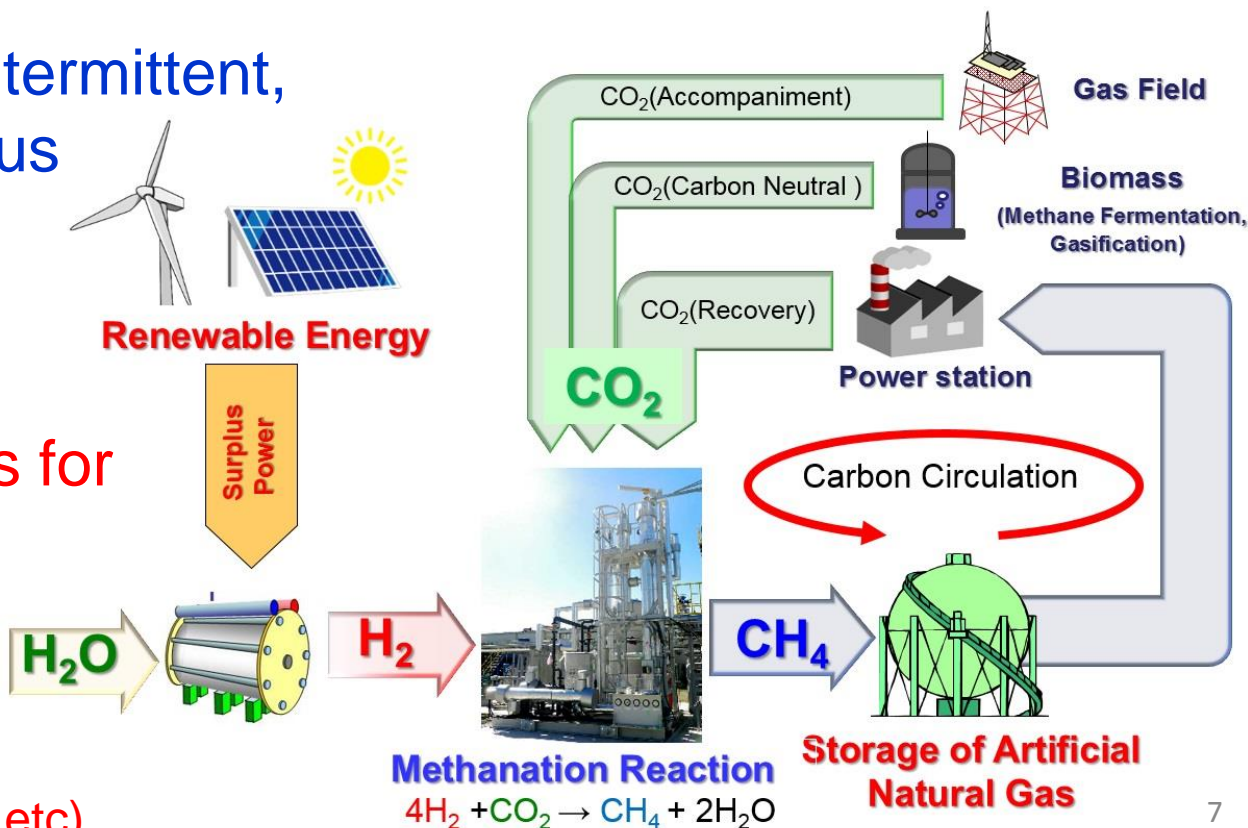 ntermittent,
us
Renewable Energy
Surplus
Power
s for
H₂O
H₂
CO₂(Accompaniment)
CO₂(Carbon Neutral )
CO₂(Recovery)
CO₂
Gas Field
Biomass
(Methane Fermentation,
Gasification)
Power station
Carbon Circulation
CH₄
Methanation Reaction
4H₂ +CO₂ → CH₄ + 2H₂O
Storage of Artificial
Natural Gas
etc)
7